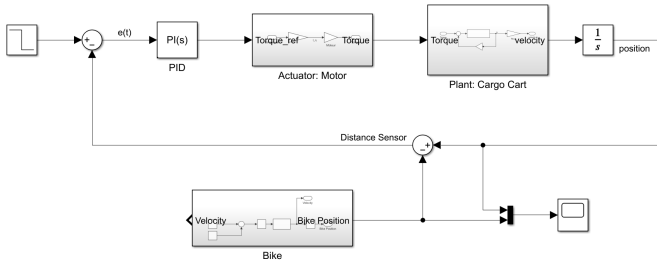 e(t)
+
−
PI(s)
PID
Torque_ref
Torque
Actuator: Motor
Torque
velocity
Plant: Cargo Cart
1
s
position
Distance Sensor
− +
Velocity
Bike Position
Bike